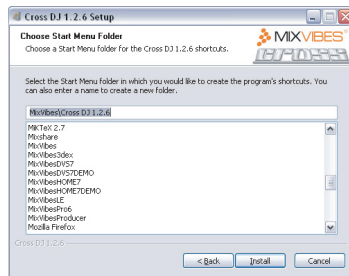 Cross DJ 1.2.6 Setup
Choose Start Menu Folder
Choose a Start Menu folder for the Cross DJ 1.2.6 shortcuts.
MIXVIBES®
CROSS
Select the Start Menu folder in which you would like to create the program's shortcuts. You
can also enter a name to create a new folder.
MixVibes\Cross DJ 1.2.6
MiKTeX 2.7
Mixshare
MixVibes
MixVibes3dex
MixVibesDVS7
MixVibesDVS7DEMO
MixVibesHOME7
MixVibesHOME7DEMO
MixVibesLE
MixVibesPro6
MixVibesProducer
Mozilla Firefox
Cross DJ 1.2.6
< Back
Install
Cancel